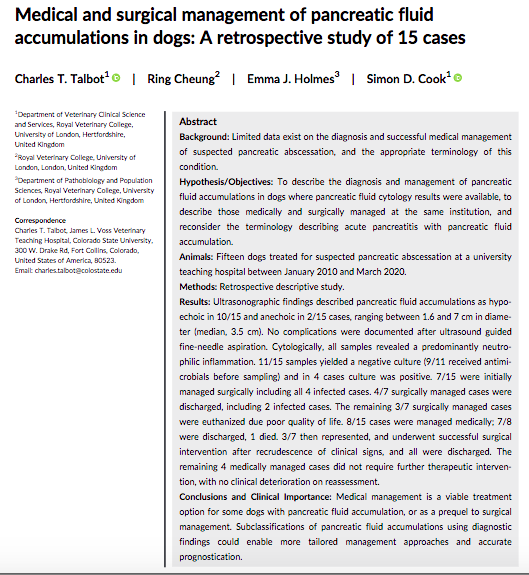 Medical and surgical management of pancreatic fluid
accumulations in dogs: A retrospective study of 15 cases
Charles T. Talbot¹ | Ring Cheung² | Emma J. Holmes³ | Simon D. Cook¹
¹Department of Veterinary Clinical Science
and Services, Royal Veterinary College,
University of London, Hertfordshire,
United Kingdom
²Royal Veterinary College, University of
London, London, United Kingdom
³Department of Pathobiology and Population
Sciences, Royal Veterinary College, University
of London, Hertfordshire, United Kingdom
Correspondence
Charles T. Talbot, James L. Voss Veterinary
Teaching Hospital, Colorado State University,
300 W. Drake Rd, Fort Collins, Colorado,
United States of America, 80523.
Email: charles.talbot@colostate.edu
Abstract
Background: Limited data exist on the diagnosis and successful medical management
of suspected pancreatic abscessation, and the appropriate terminology of this
condition.
Hypothesis/Objectives: To describe the diagnosis and management of pancreatic
fluid accumulations in dogs where pancreatic fluid cytology results were available, to
describe those medically and surgically managed at the same institution, and
reconsider the terminology describing acute pancreatitis with pancreatic fluid
accumulation.
Animals: Fifteen dogs treated for suspected pancreatic abscessation at a university
teaching hospital between January 2010 and March 2020.
Methods: Retrospective descriptive study.
Results: Ultrasonographic findings described pancreatic fluid accumulations as hypo-
echoic in 10/15 and anechoic in 2/15 cases, ranging between 1.6 and 7 cm in diame-
ter (median, 3.5 cm). No complications were documented after ultrasound guided
fine-needle aspiration. Cytologically, all samples revealed a predominantly neutro-
philic inflammation. 11/15 samples yielded a negative culture (9/11 received antimi-
crobials before sampling) and in 4 cases culture was positive. 7/15 were initially
managed surgically including all 4 infected cases. 4/7 surgically managed cases were
discharged, including 2 infected cases. The remaining 3/7 surgically managed cases
were euthanized due poor quality of life. 8/15 cases were managed medically; 7/8
were discharged, 1 died. 3/7 then represented, and underwent successful surgical
intervention after recrudescence of clinical signs, and all were discharged. The
remaining 4 medically managed cases did not require further therapeutic interven-
tion, with no clinical deterioration on reassessment.
Conclusions and Clinical Importance: Medical management is a viable treatment
option for some dogs with pancreatic fluid accumulation, or as a prequel to surgical
management. Subclassifications of pancreatic fluid accumulations using diagnostic
findings could enable more tailored management approaches and accurate
prognostication.